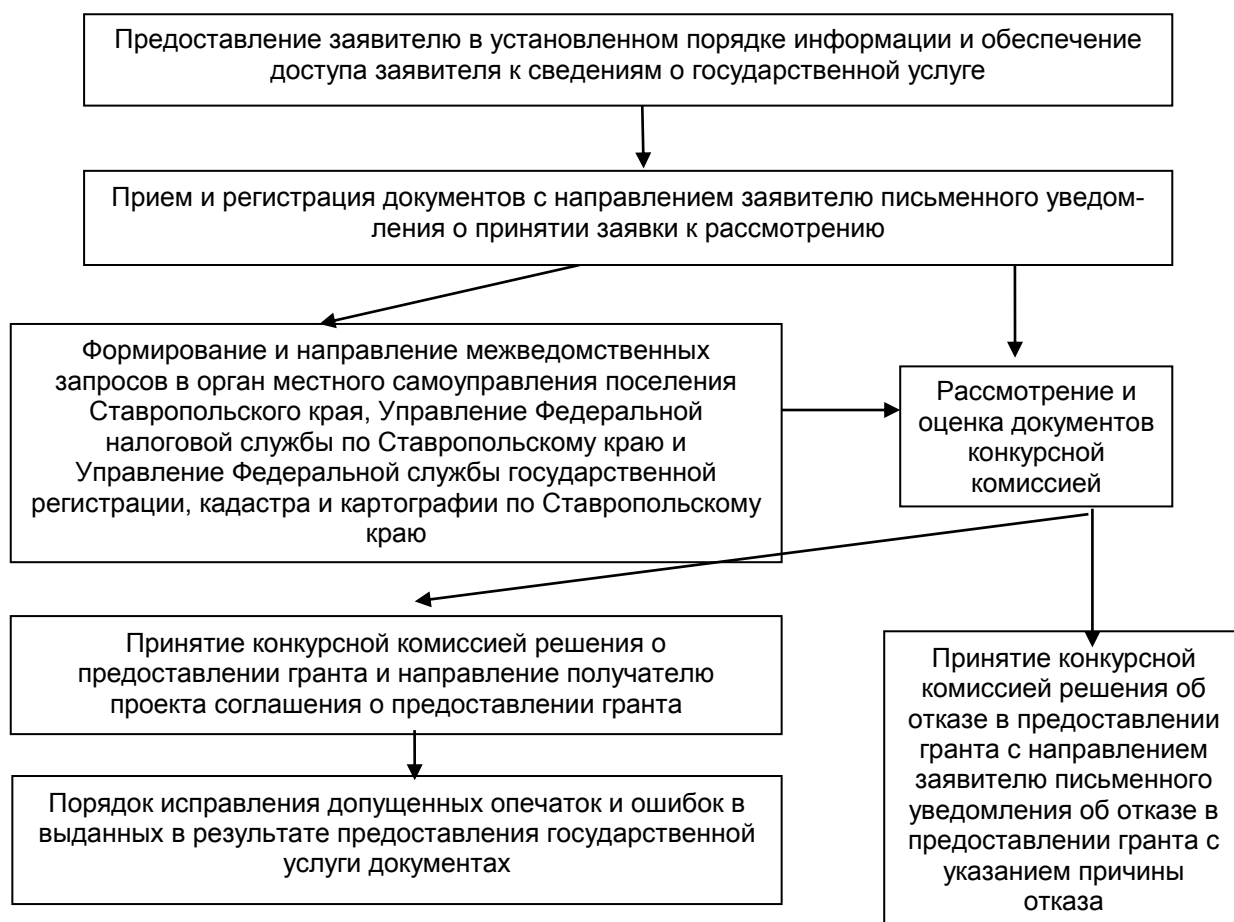 Предоставление заявителю в установленном порядке информации и обеспечение
доступа заявителя к сведениям о государственной услуге
Прием и регистрация документов с направлением заявителю письменного уведом-
ления о принятии заявки к рассмотрению
Формирование и направление межведомственных
запросов в орган местного самоуправления поселения
Ставропольского края, Управление Федеральной
налоговой службы по Ставропольскому краю и
Управление Федеральной службы государственной
регистрации, кадастра и картографии по Ставропольскому
краю
Рассмотрение и
оценка документов
конкурсной
комиссией
Принятие конкурсной комиссией решения о
предоставлении гранта и направление получателю
проекта соглашения о предоставлении гранта
Порядок исправления допущенных опечаток и ошибок в
выданных в результате предоставления государственной
услуги документах
Принятие конкурсной
комиссией решения об
отказе в предоставлении
гранта с направлением
заявителю письменного
уведомления об отказе в
предоставлении гранта с
указанием причины
отказа